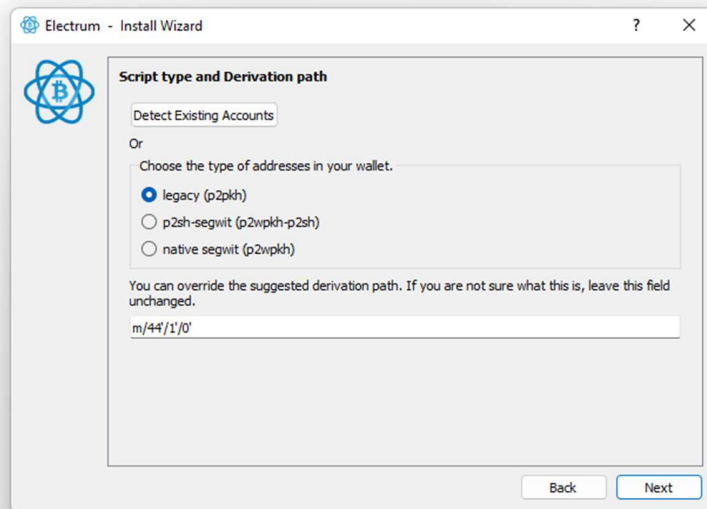 Electrum - Install Wizard
?
Script type and Derivation path
Detect Existing Accounts
Or
Choose the type of addresses in your wallet.
legacy (p2pkh)
p2sh-segwit (p2wpkh-p2sh)
native segwit (p2wpkh)
You can override the suggested derivation path. If you are not sure what this is, leave this field
unchanged.
m/44'/1'/0'
Back Next